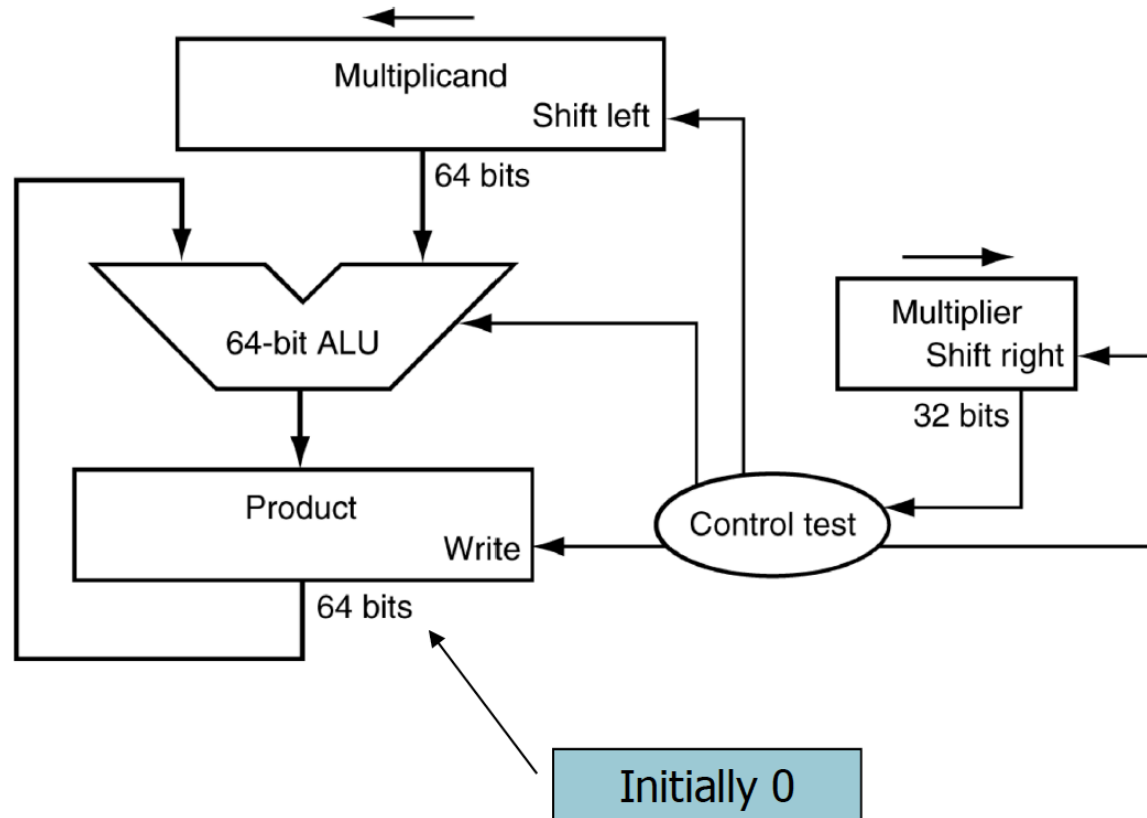 Multiplicand
Shift left
64 bits
64-bit ALU
Multiplier
Shift right
32 bits
Product
Write
Control test
64 bits
Initially 0